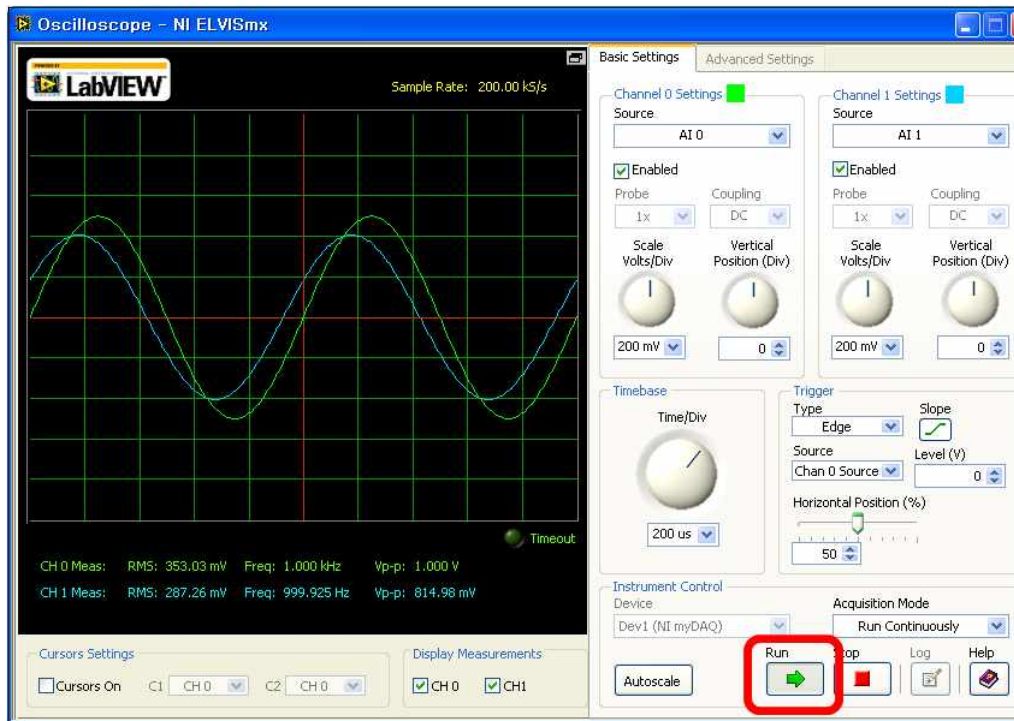 Oscilloscope - NI ELVISmx
LabVIEW
Sample Rate: 200.00 kS/s
Timeout
CH 0 Meas: RMS: 353.03 mV Freq: 1.000 kHz Vp-p: 1.000 V
CH 1 Meas: RMS: 287.26 mV Freq: 999.925 Hz Vp-p: 814.98 mV
Cursors Settings
Cursors On C1 CH 0 C2 CH 0
Display Measurements
CH 0 CH1
Basic Settings Advanced Settings
Channel 0 Settings
Source
AI 0
Enabled
Probe Coupling
1x DC
Scale Vertical
Volts/Div Position (Div)
200 mV 0
Channel 1 Settings
Source
AI 1
Enabled
Probe Coupling
1x DC
Scale Vertical
Volts/Div Position (Div)
200 mV 0
Timebase
Time/Div
200 us
Trigger
Type Slope
Edge
Source Level (V)
Chan 0 Source 0
Horizontal Position (%)
50
Instrument Control
Device Acquisition Mode
Dev1 (NI myDAQ) Run Continuously
Run Stop Log Help
Autoscale